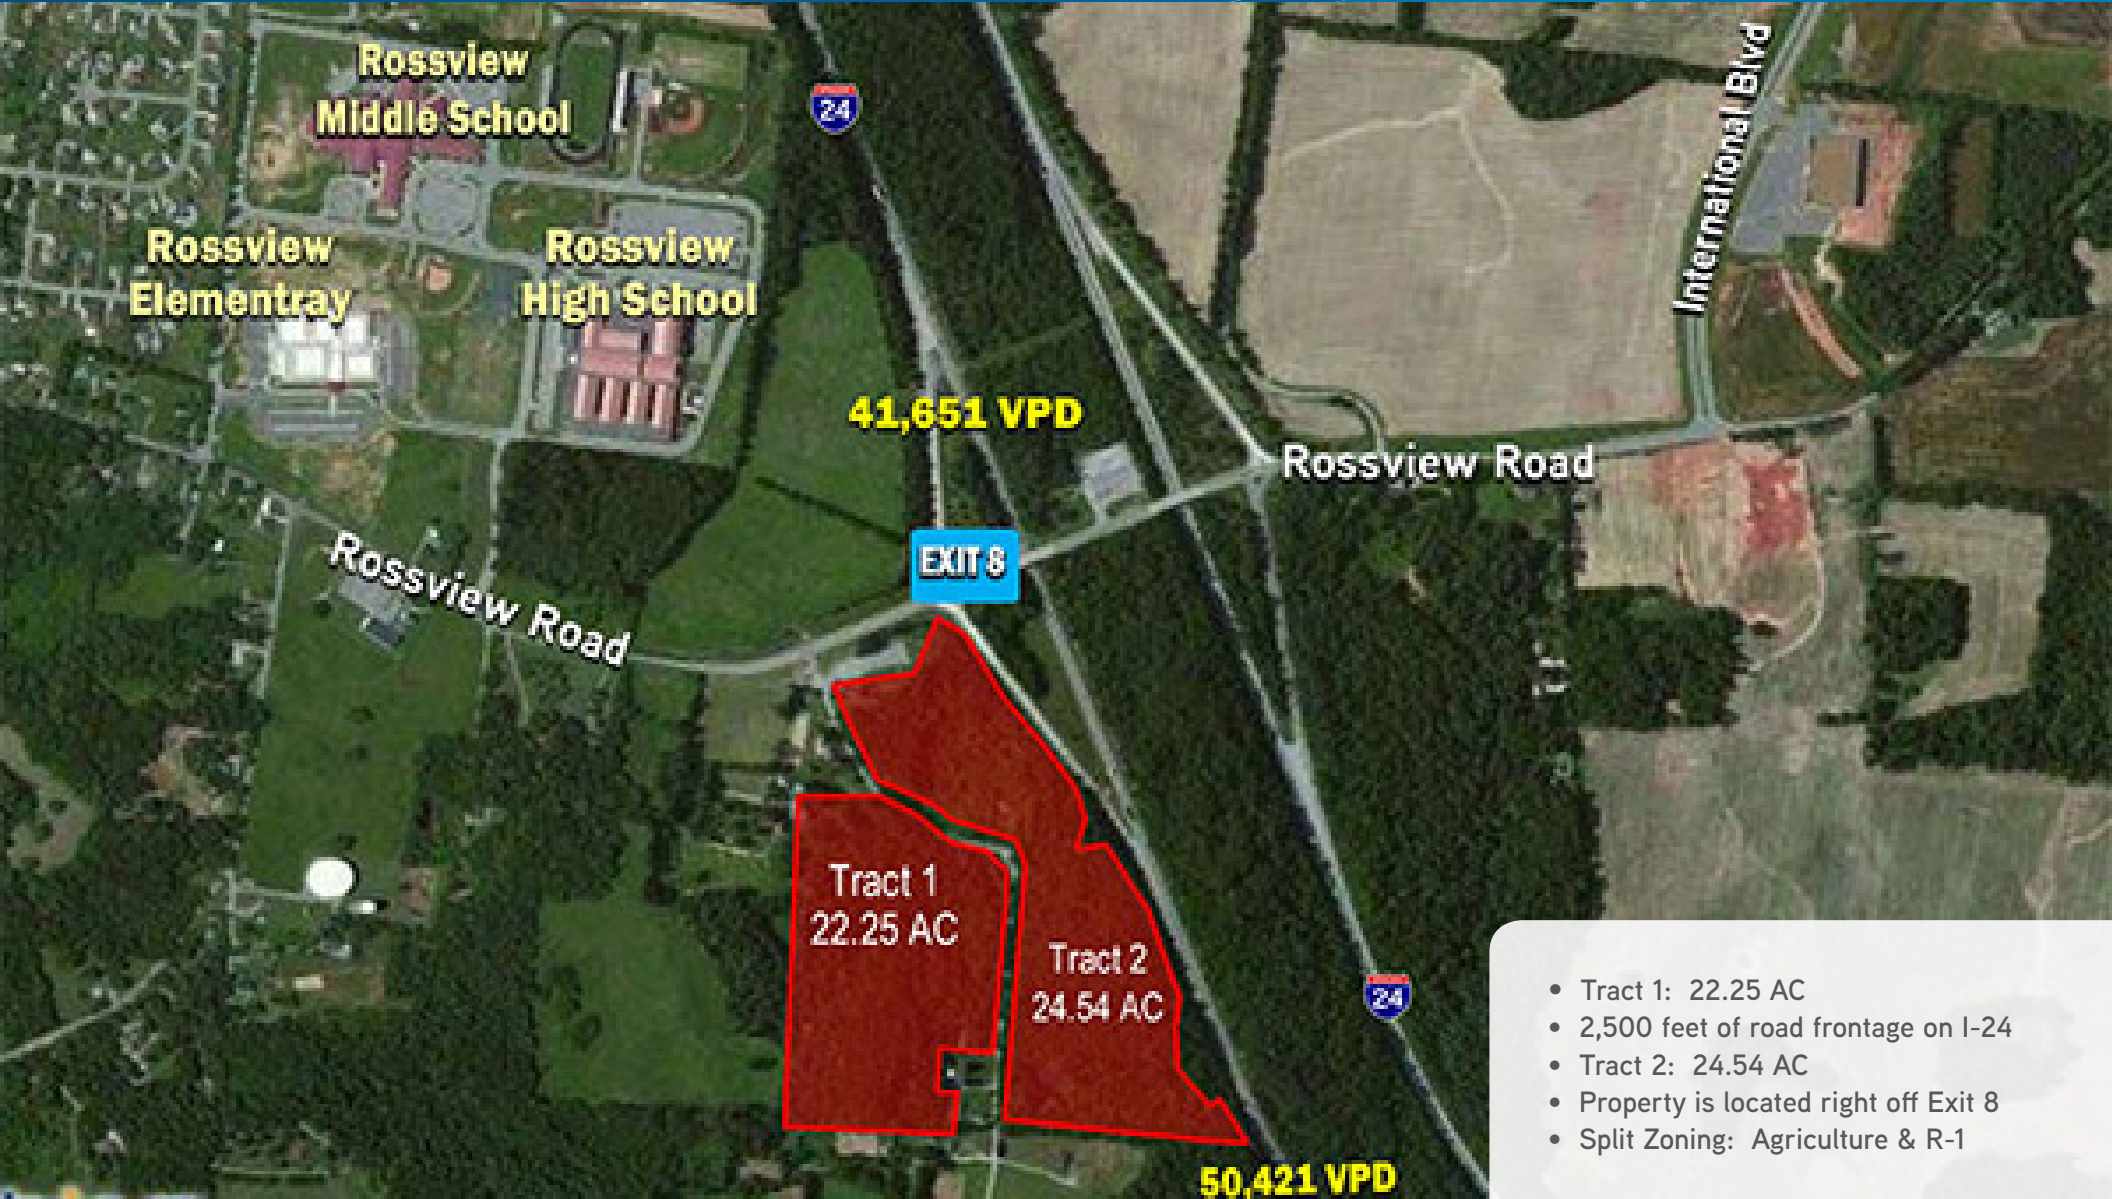 Rossview
Middle School
24
International Blvd
Rossview
Elementray
Rossview
High School
41,651 VPD
Rossview Road
EXIT 8
Rossview Road
Tract 1
22.25 AC
Tract 2
24.54 AC
24
50,421 VPD
• Tract 1: 22.25 AC
• 2,500 feet of road frontage on I-24
• Tract 2: 24.54 AC
• Property is located right off Exit 8
• Split Zoning: Agriculture & R-1